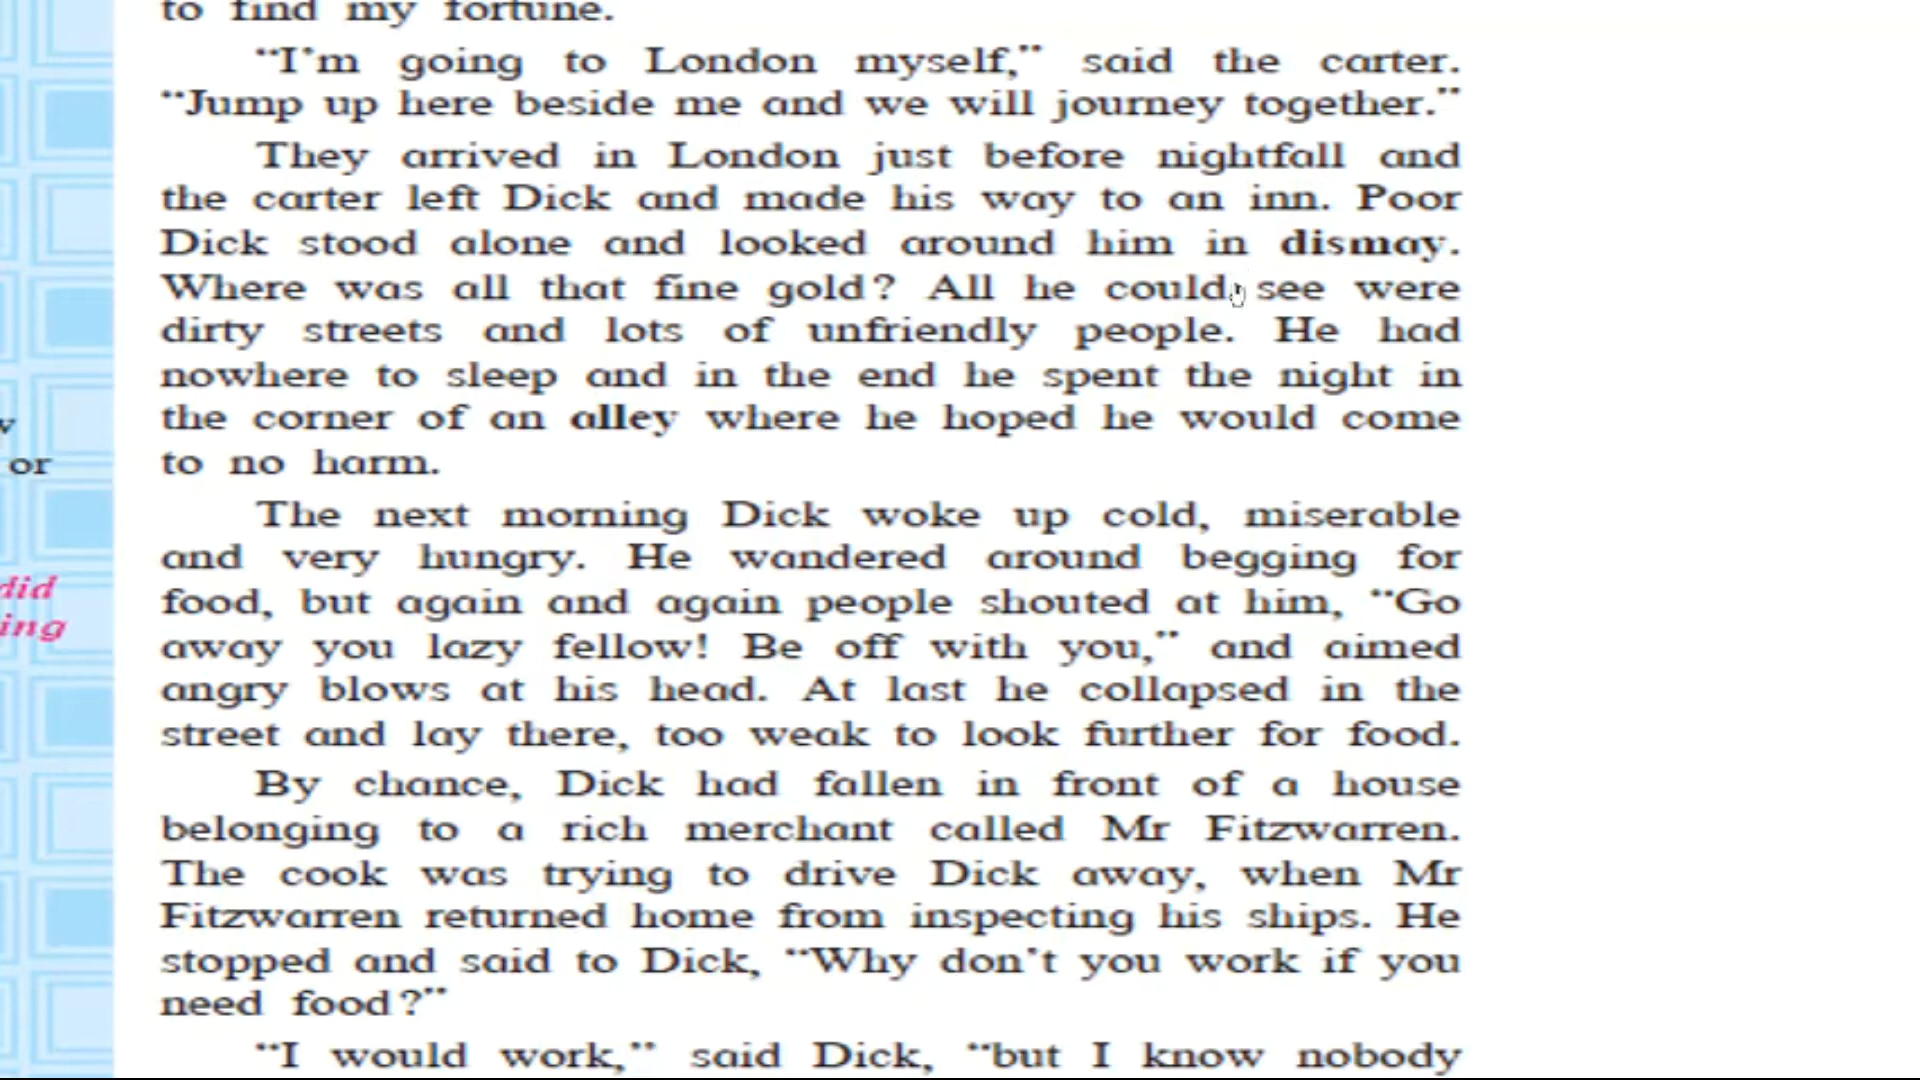 to find my fortune.
"I'm going to London myself," said the carter.
"Jump up here beside me and we will journey together."
They arrived in London just before nightfall and
the carter left Dick and made his way to an inn. Poor
Dick stood alone and looked around him in dismay.
Where was all that fine gold? All he could see were
dirty streets and lots of unfriendly people. He had
nowhere to sleep and in the end he spent the night in
the corner of an alley where he hoped he would come
to no harm.
The next morning Dick woke up cold, miserable
and very hungry. He wandered around begging for
food, but again and again people shouted at him, "Go
away you lazy fellow! Be off with you," and aimed
angry blows at his head. At last he collapsed in the
street and lay there, too weak to look further for food.
By chance, Dick had fallen in front of a house
belonging to a rich merchant called Mr Fitzwarren.
The cook was trying to drive Dick away, when Mr
Fitzwarren returned home from inspecting his ships. He
stopped and said to Dick, "Why don't you work if you
need food?"
"I would work," said Dick, "but I know nobody
or
did
ing